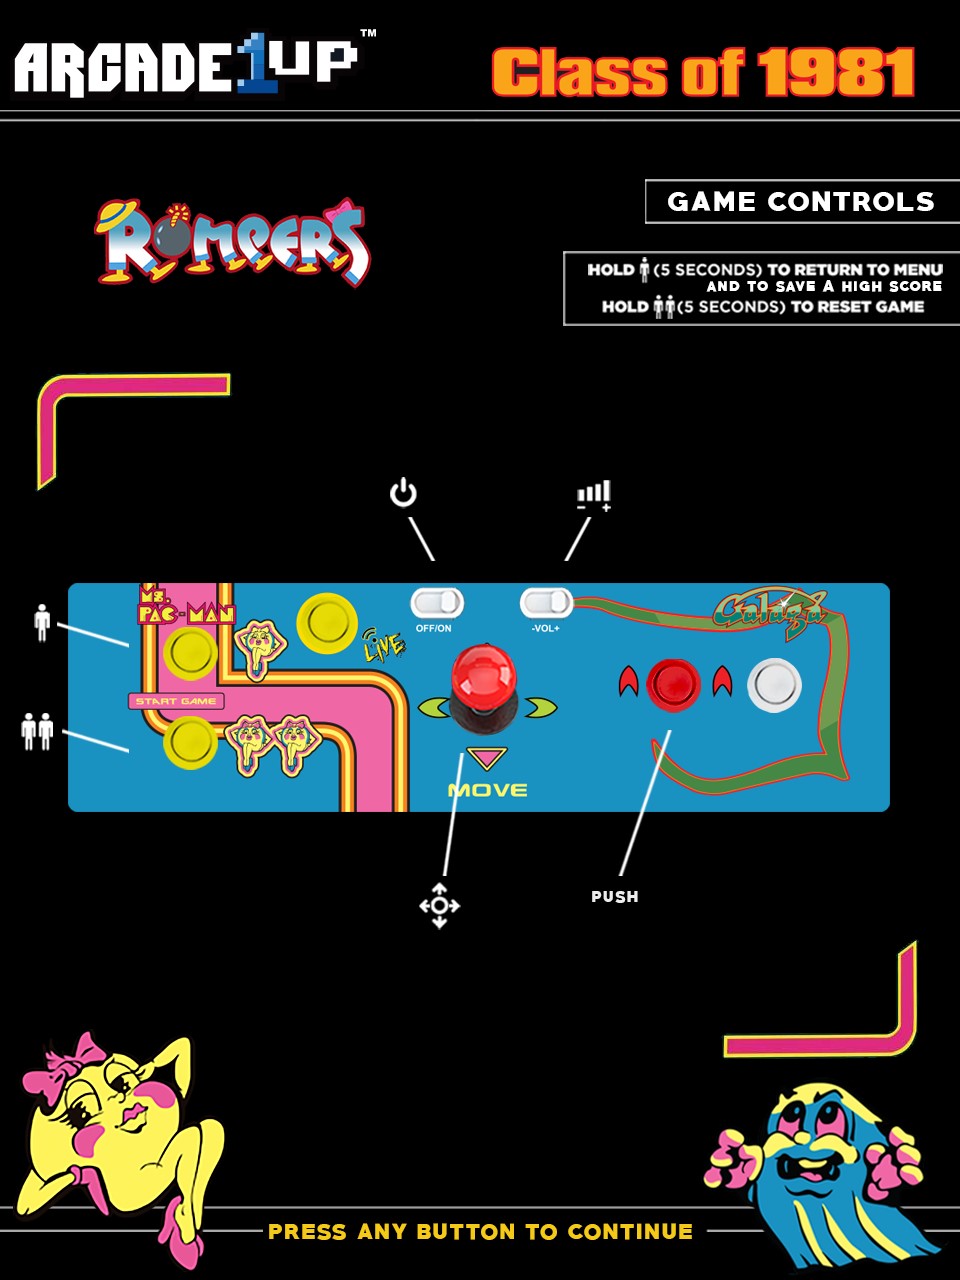 ARCADE1UP™
Class of 1981
ROMPERS
GAME CONTROLS
HOLD (5 SECONDS) TO RETURN TO MENU
AND TO SAVE A HIGH SCORE
HOLD (5 SECONDS) TO RESET GAME
- +
MS.
PAC-MAN
LIVE
OFF/ON
-VOL+
Galaga
START GAME
MOVE
PUSH
PRESS ANY BUTTON TO CONTINUE